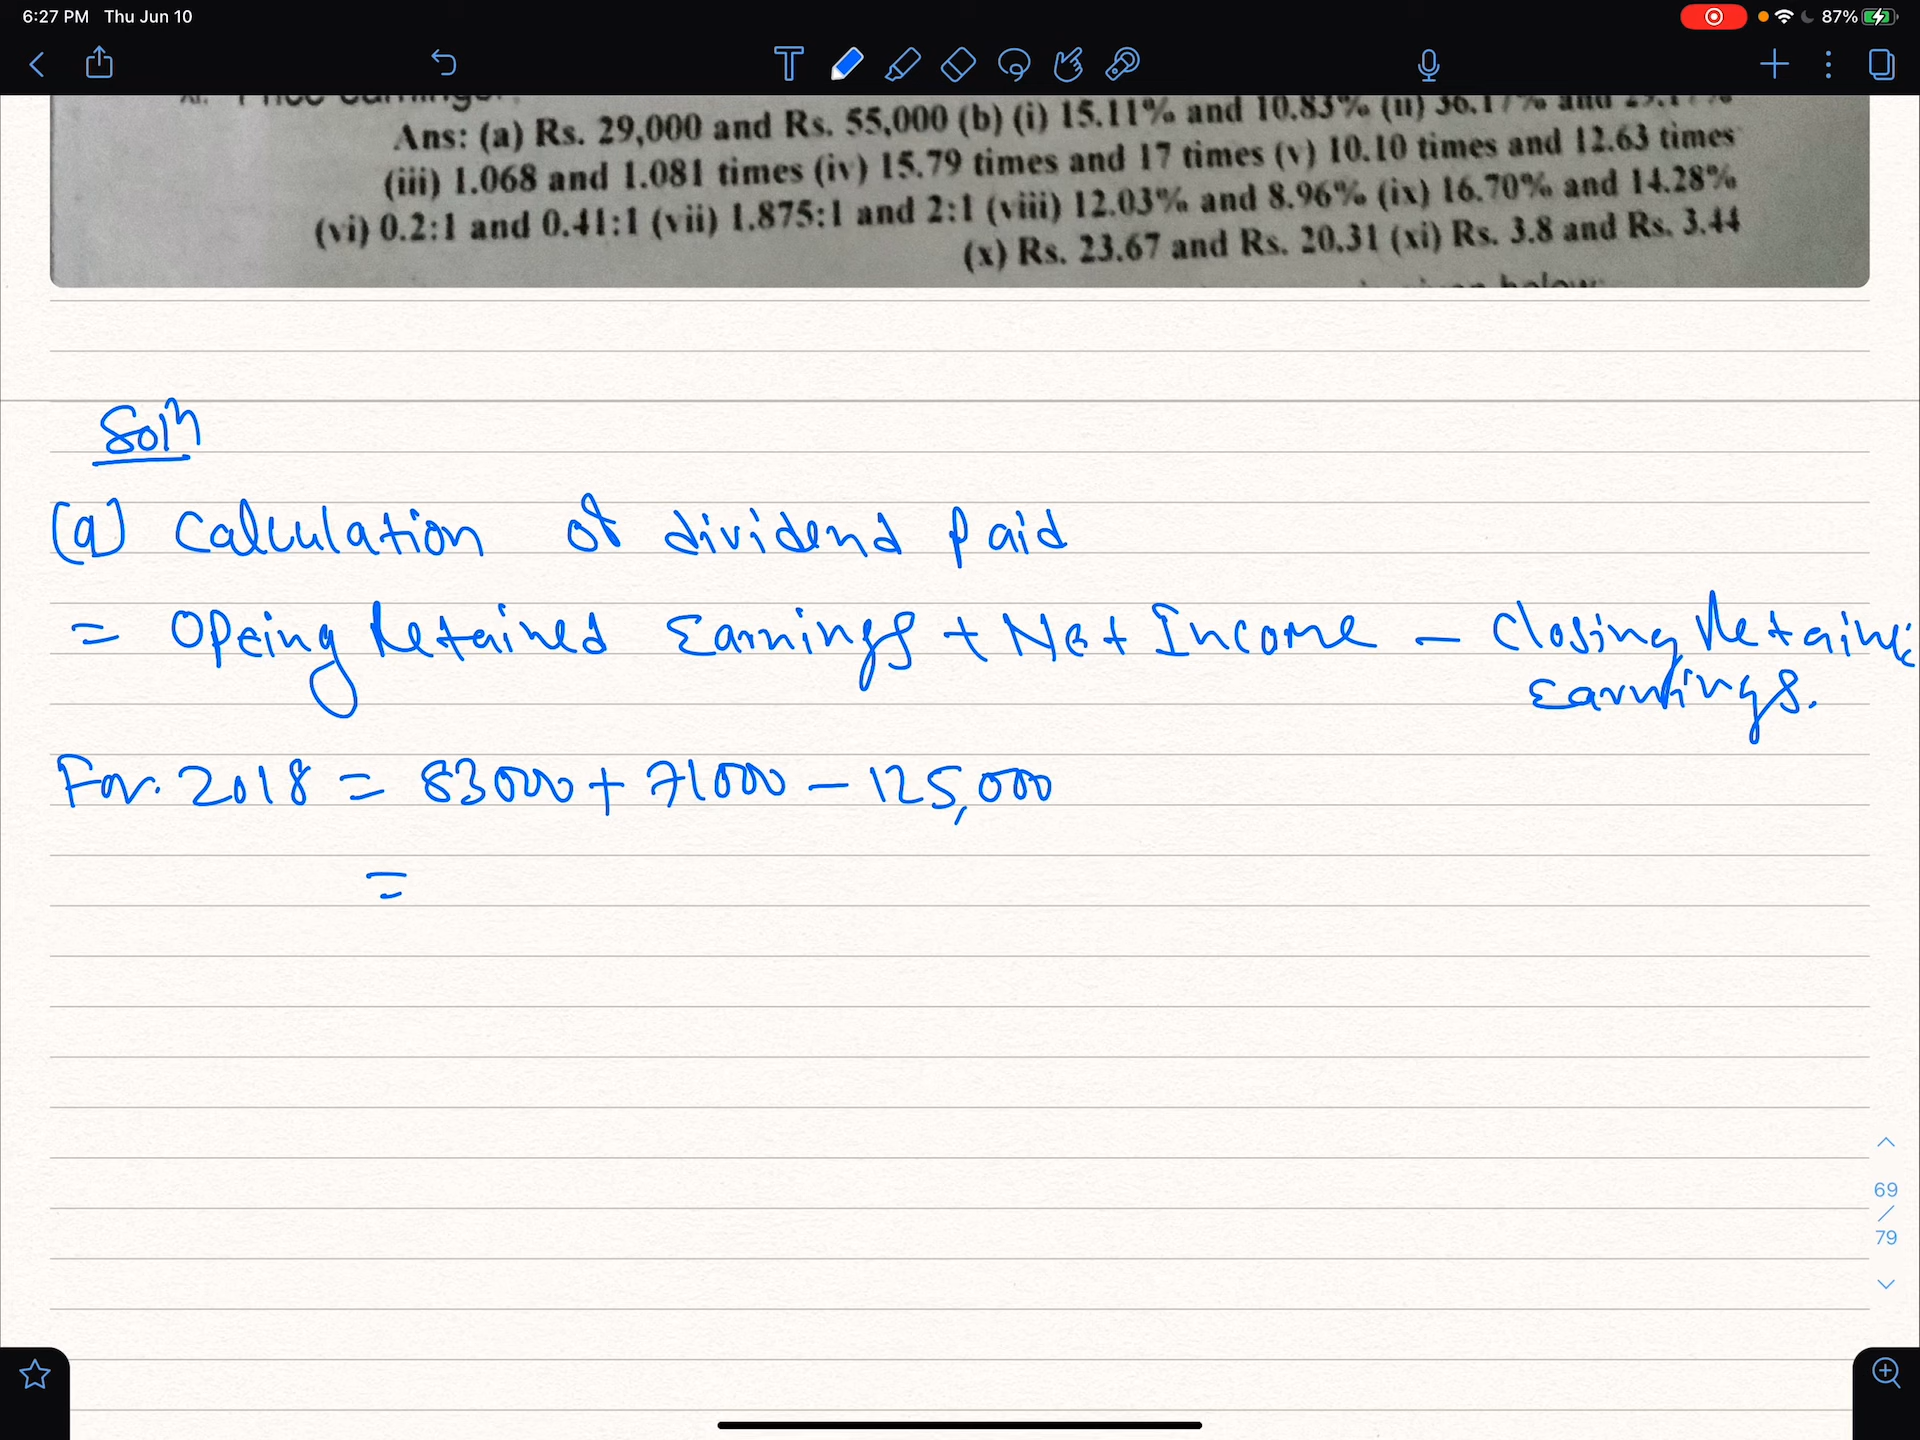 6:27 PM Thu Jun 10
87%
Ans: (a) Rs. 29,000 and Rs. 55,000 (b) (i) 15.11% and 10.83% (ii) 36.17% and
(iii) 1.068 and 1.081 times (iv) 15.79 times and 17 times (v) 10.10 times and 12.63 times
(vi) 0.2:1 and 0.41:1 (vii) 1.875:1 and 2:1 (viii) 12.03% and 8.96% (ix) 16.70% and 14.28%
(x) Rs. 23.67 and Rs. 20.31 (xi) Rs. 3.8 and Rs. 3.44
Soln
(a) Calculation of dividend paid
= Opeing Retained Earnings + Net Income - Closing Retained
Earnings.
For. 2018 = 83000 + 71000 - 125,000
=
69
/
79